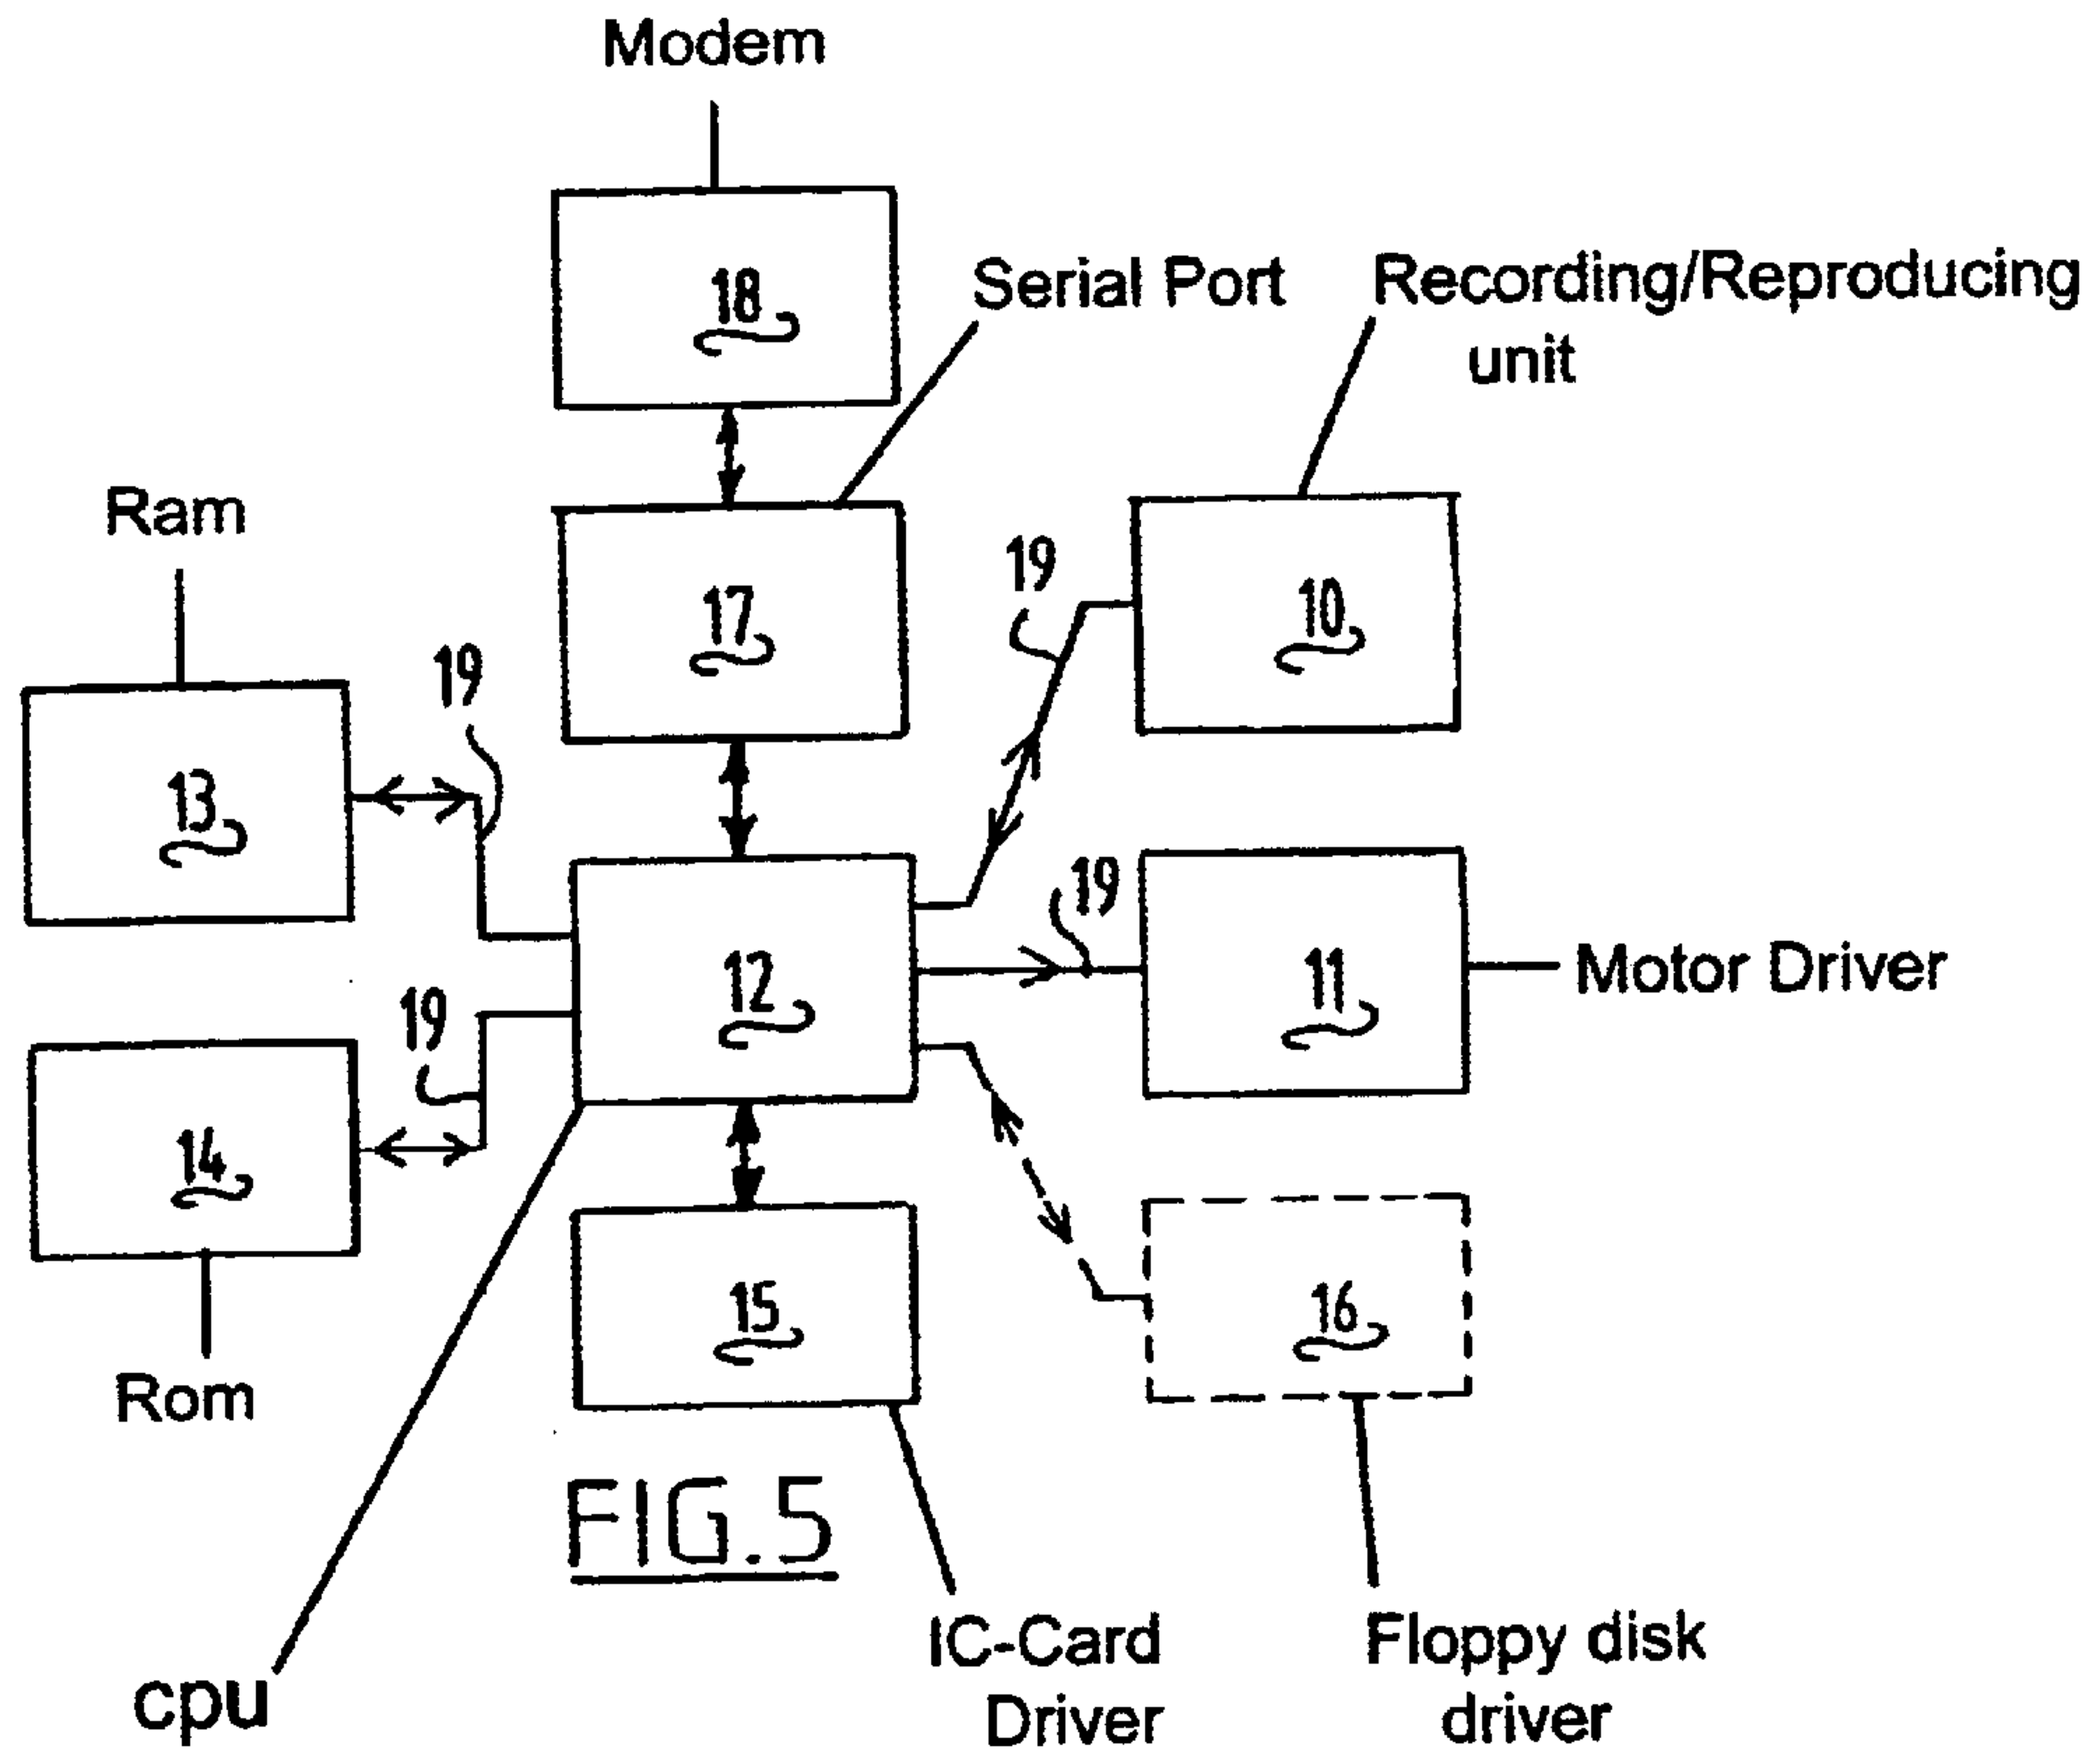 Modem
18
Serial Port
Recording/Reproducing
unit
Ram
19
17
10
19
13
19
12
11
Motor Driver
19
14
15
16
Rom
FIG.5
IC-Card
Driver
Floppy disk
driver
cpu